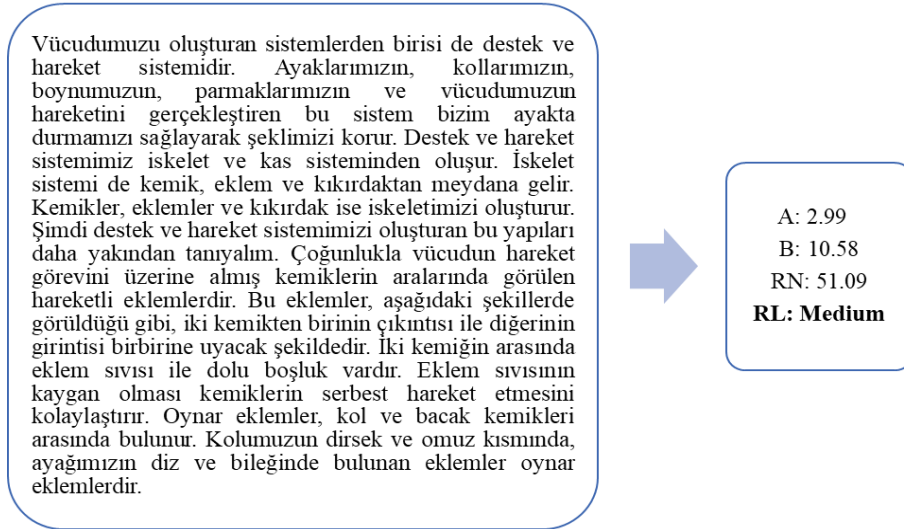 Vücudumuzu oluşturan sistemlerden birisi de destek ve
hareket sistemidir. Ayaklarımızın, kollarımızın,
boynumuzun, parmaklarımızın ve vücudumuzun
hareketini gerçekleştiren bu sistem bizim ayakta
durmamızı sağlayarak şeklimizi korur. Destek ve hareket
sistemimiz iskelet ve kas sisteminden oluşur. İskelet
sistemi de kemik, eklem ve kıkırdaktan meydana gelir.
Kemikler, eklemler ve kıkırdak ise iskeletimizi oluşturur.
Şimdi destek ve hareket sistemimizi oluşturan bu yapıları
daha yakından tanıyalım. Çoğunlukla vücudun hareket
görevini üzerine almış kemiklerin aralarında görülen
hareketli eklemlerdir. Bu eklemler, aşağıdaki şekillerde
görüldüğü gibi, iki kemikten birinin çıkıntısı ile diğerinin
girintisi birbirine uyacak şekildedir. İki kemiğin arasında
eklem sıvısı ile dolu boşluk vardır. Eklem sıvısının
kaygan olması kemiklerin serbest hareket etmesini
kolaylaştırır. Oynar eklemler, kol ve bacak kemikleri
arasında bulunur. Kolumuzun dirsek ve omuz kısmında,
ayağımızın diz ve bileğinde bulunan eklemler oynar
eklemlerdir.
A: 2.99
B: 10.58
RN: 51.09
RL: Medium